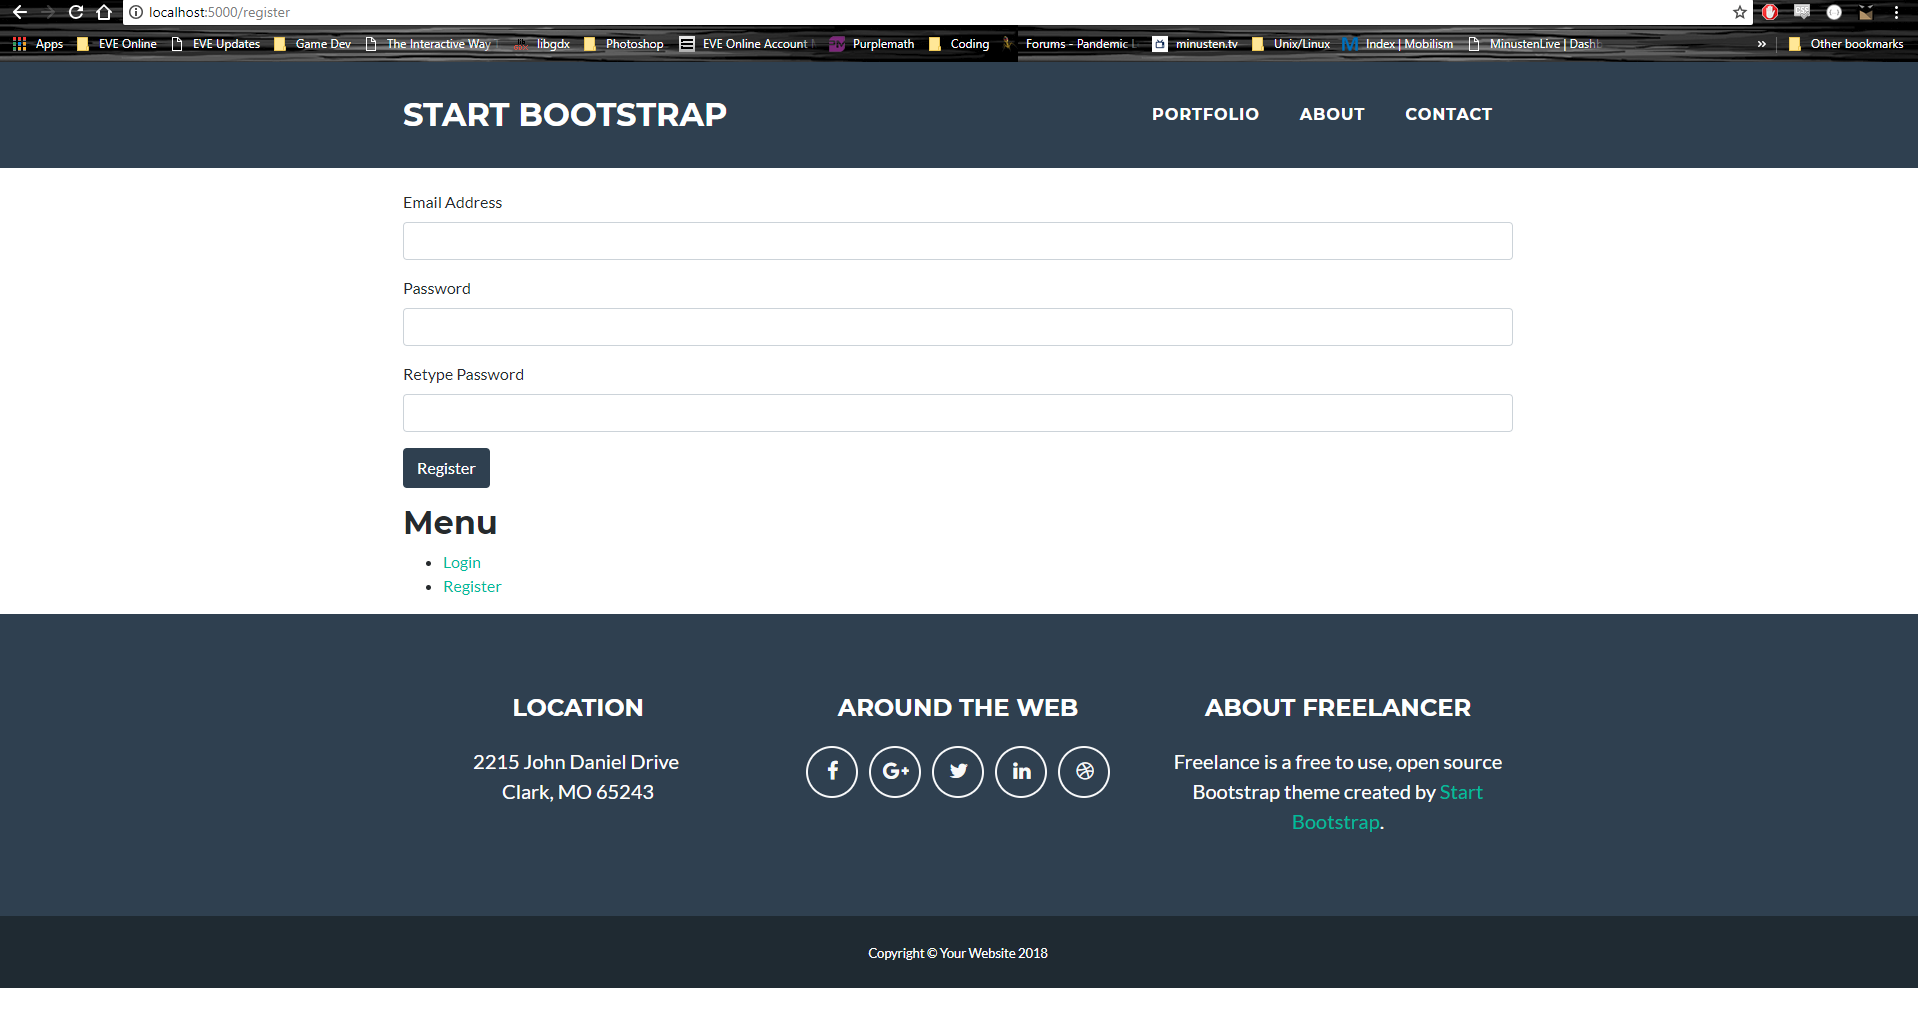 localhost:5000/register
Apps EVE Online EVE Updates Game Dev The Interactive Way libgdx Photoshop EVE Online Account Purplemath Coding Forums - Pandemic minusten.tv Unix/Linux Index | Mobilism MinustenLive | Dash » Other bookmarks
START BOOTSTRAP PORTFOLIO ABOUT CONTACT
Email Address
Password
Retype Password
Register
Menu
• Login
• Register
LOCATION
2215 John Daniel Drive
Clark, MO 65243
AROUND THE WEB
ABOUT FREELANCER
Freelance is a free to use, open source
Bootstrap theme created by Start
Bootstrap.
Copyright © Your Website 2018